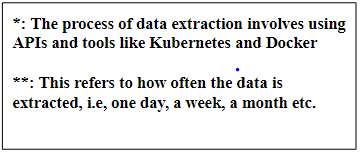 *: The process of data extraction involves using
APIs and tools like Kubernetes and Docker
**: This refers to how often the data is
extracted, i.e, one day, a week, a month etc.